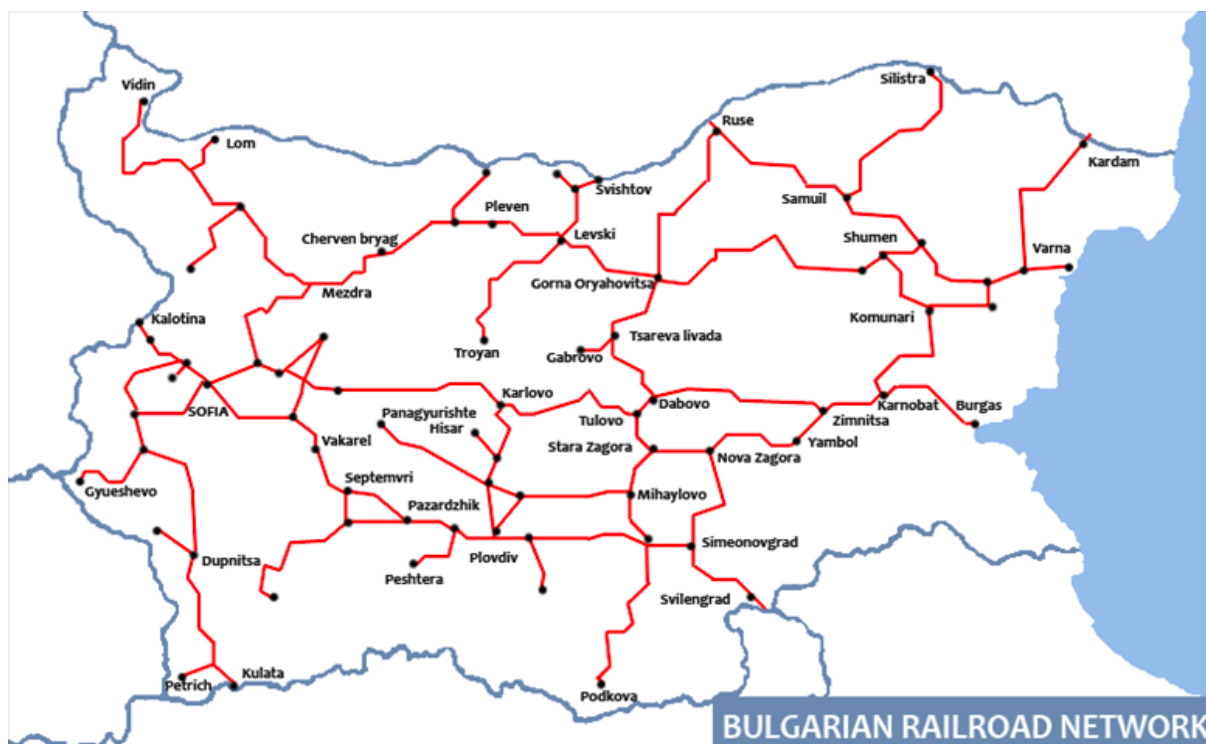 Vidin
Silistra
Ruse
Lom
Kardam
Svishtov
Samuil
Pleven
Cherven bryag
Levski
Shumen
Varna
Gorna Oryahovitsa
Mezdra
Kalotina
Komunari
Tsareva livada
Troyan
Gabrovo
Karlovo
Dabovo
Karnobat
Burgas
SOFIA
Panagyurishte
Hisar
Tulovo
Zimnitsa
Vakarel
Stara Zagora
Nova Zagora
Yambol
Gyueshevo
Septemvri
Pazardzhik
Mihaylovo
Simeonovgrad
Dupnitsa
Plovdiv
Peshtera
Svilengrad
Kulata
Petrich
Podkova
BULGARIAN RAILROAD NETWORK